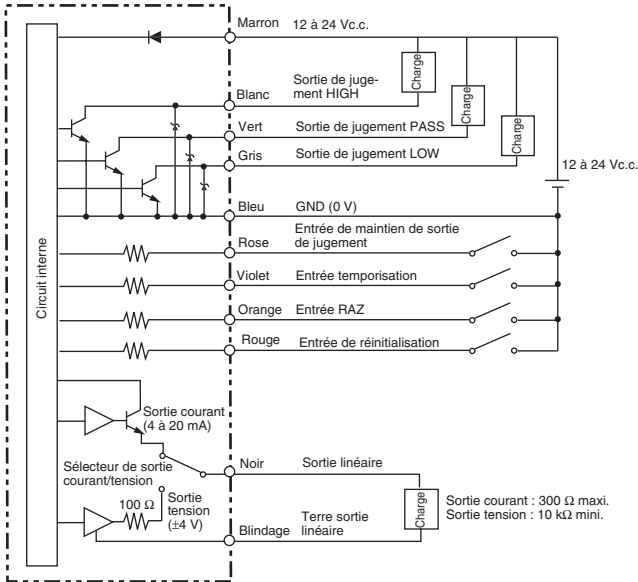 Marron 12 à 24 Vc.c.
Charge
Charge
Charge
Blanc
Sortie de juge-
ment HIGH
Vert Sortie de jugement PASS
Gris Sortie de jugement LOW
12 à 24 Vc.c.
Bleu GND (0 V)
Circuit interne
Rose
Entrée de maintien de sortie
de jugement
Violet Entrée temporisation
Orange Entrée RAZ
Rouge Entrée de réinitialisation
Sortie courant
(4 à 20 mA)
Sélecteur de sortie
courant/tension
Noir Sortie linéaire
100 Ω
Sortie
tension
(±4 V)
Charge
Sortie courant : 300 Ω maxi.
Sortie tension : 10 kΩ mini.
Blindage
Terre sortie
linéaire